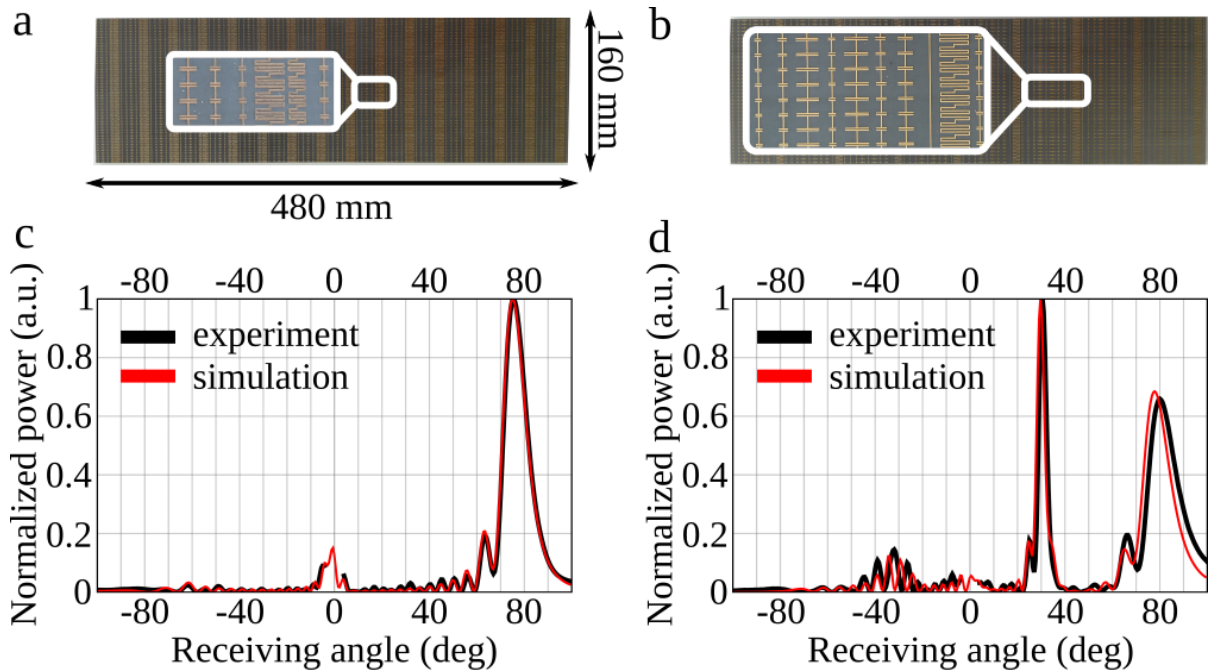 a
b
160 mm
480 mm
c
d
-80 -40 0 40 80
-80 -40 0 40 80
Normalized power (a.u.)
1
0.8
0.6
0.4
0.2
0
experiment
simulation
-80 -40 0 40 80
Receiving angle (deg)
Normalized power (a.u.)
1
0.8
0.6
0.4
0.2
0
experiment
simulation
-80 -40 0 40 80
Receiving angle (deg)